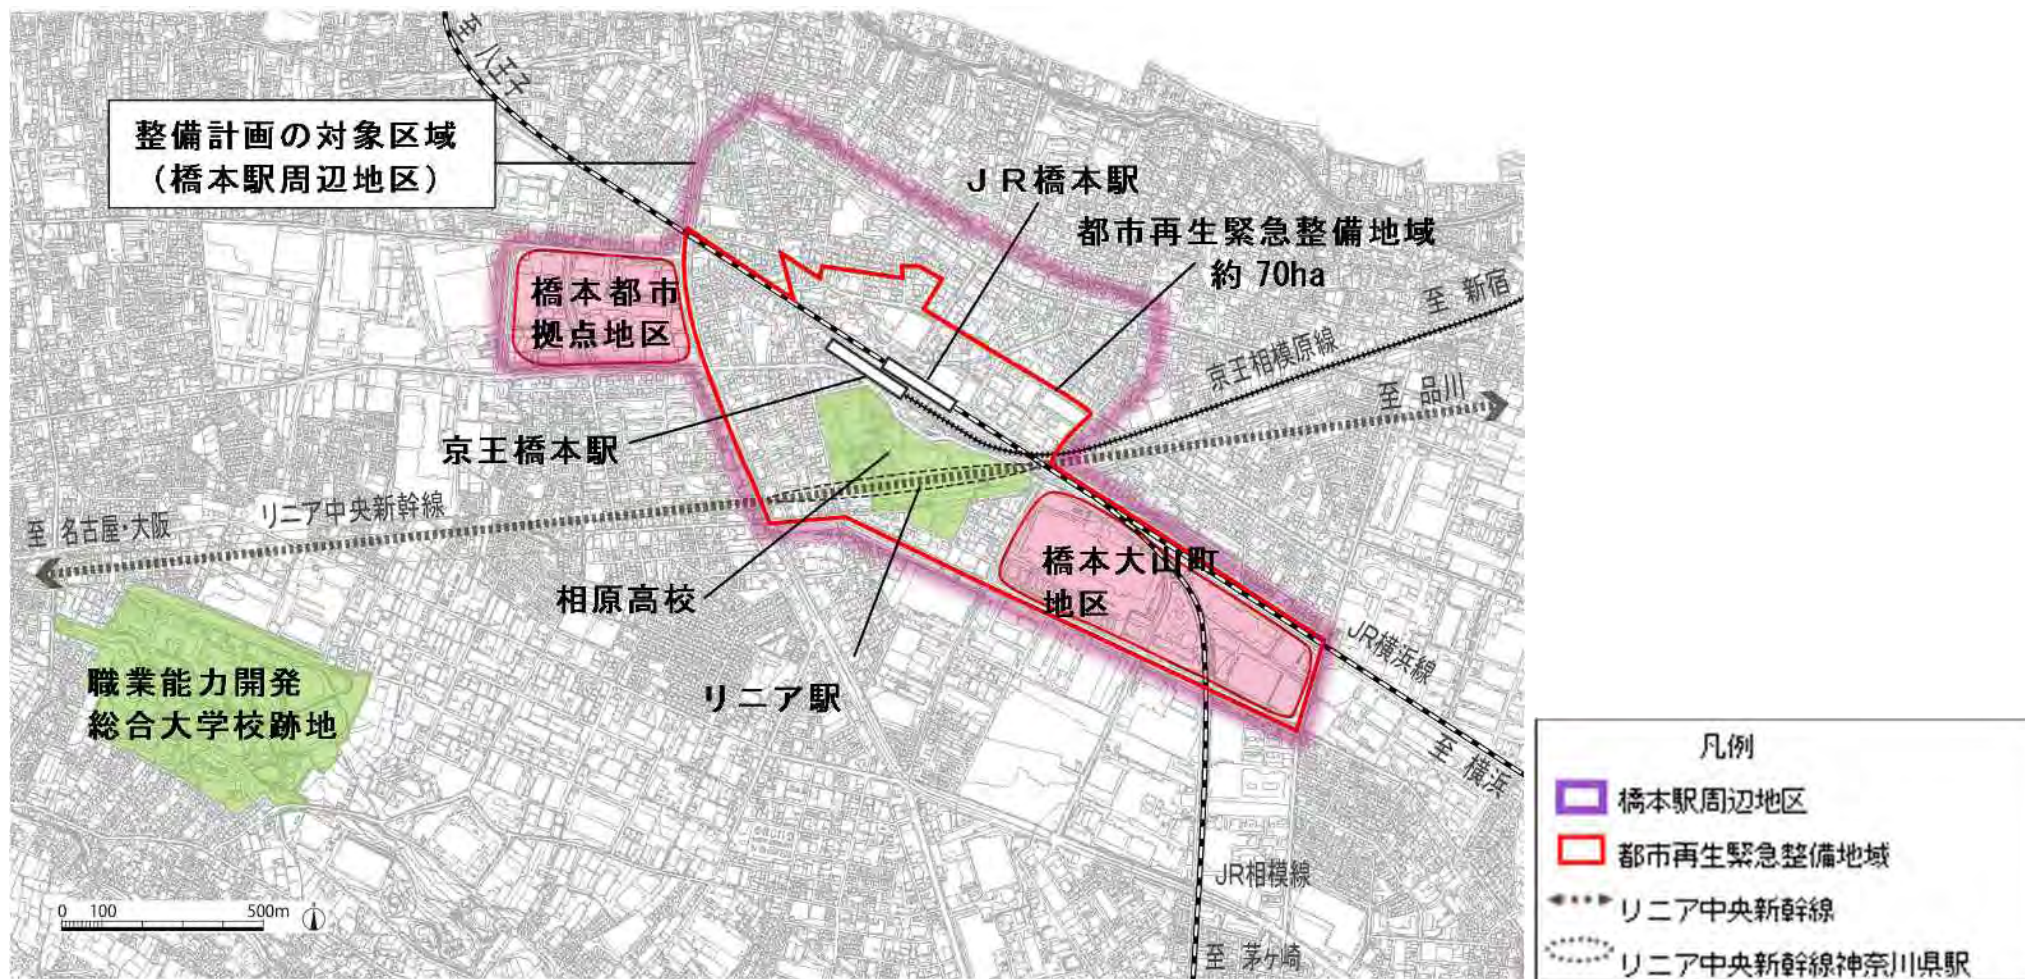 至 八王子
整備計画の対象区域
(橋本駅周辺地区)
JR橋本駅
都市再生緊急整備地域
約 70ha
橋本都市
拠点地区
至 新宿
京王相模原線
至 品川
京王橋本駅
リニア中央新幹線
至 名古屋・大阪
橋本大山町
地区
相原高校
リニア駅
JR横浜線
至 横浜
職業能力開発
総合大学校跡地
JR相模線
至 茅ヶ崎
0 100 500m
凡例
橋本駅周辺地区
都市再生緊急整備地域
リニア中央新幹線
リニア中央新幹線神奈川県駅